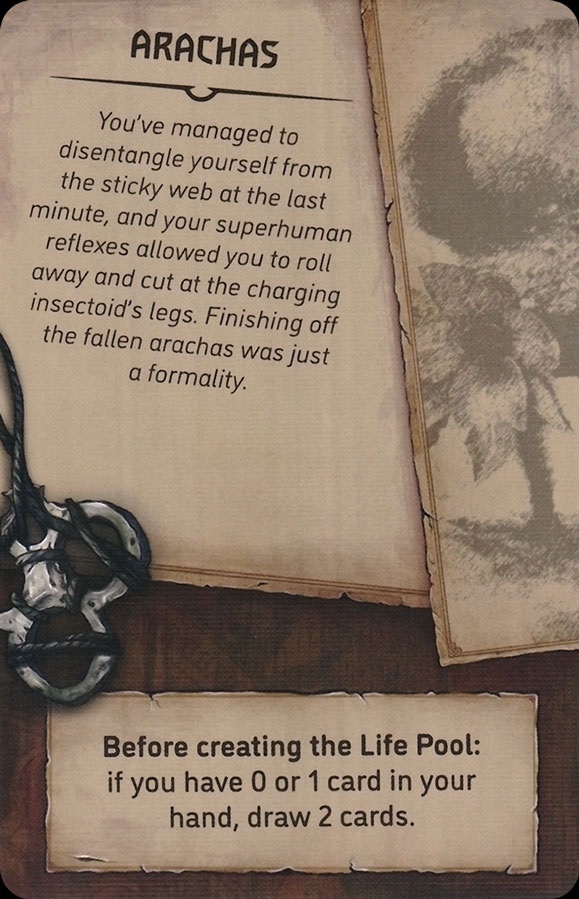 ARACHAS
You've managed to
disentangle yourself from
the sticky web at the last
minute, and your superhuman
reflexes allowed you to roll
away and cut at the charging
insectoid's legs. Finishing off
the fallen arachas was just
a formality.
Before creating the Life Pool:
if you have 0 or 1 card in your
hand, draw 2 cards.